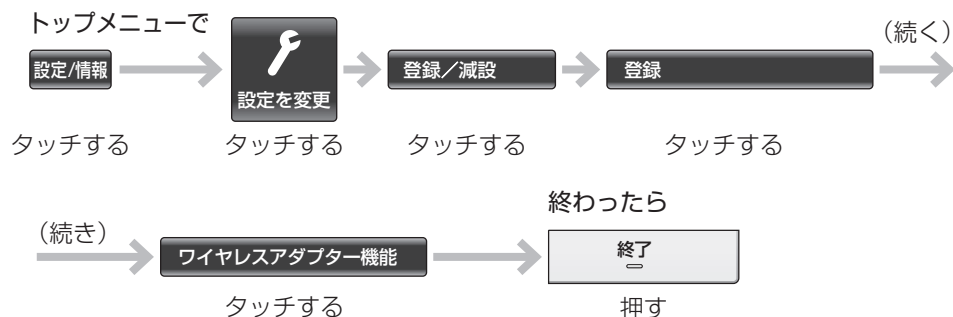 トップメニューで
設定/情報
設定を変更
登録／減設
登録
(続く)
タッチする
タッチする
タッチする
タッチする
(続き)
ワイヤレスアダプター機能
終わったら
終了
タッチする
押す